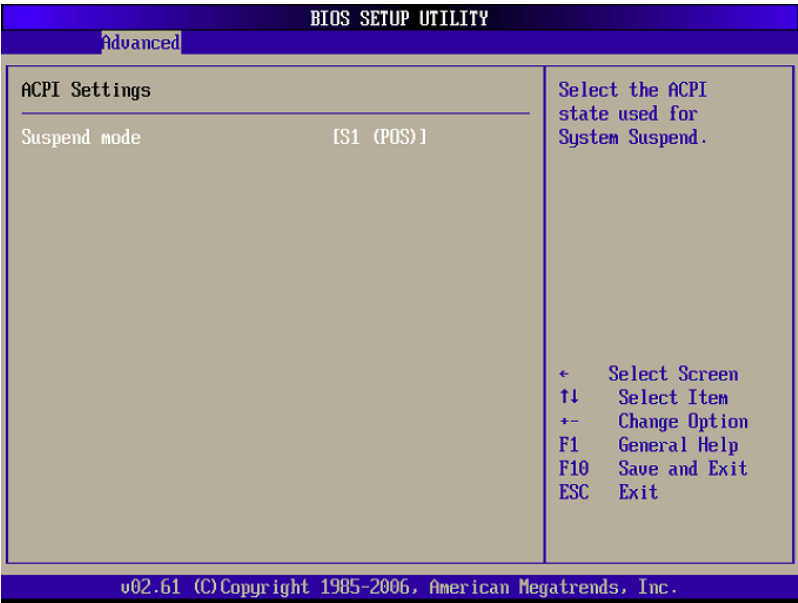 BIOS SETUP UTILITY
Advanced
ACPI Settings
Suspend mode [S1 (POS)]
Select the ACPI
state used for
System Suspend.
← Select Screen
↑↓ Select Item
+- Change Option
F1 General Help
F10 Save and Exit
ESC Exit
v02.61 (C)Copyright 1985-2006, American Megatrends, Inc.